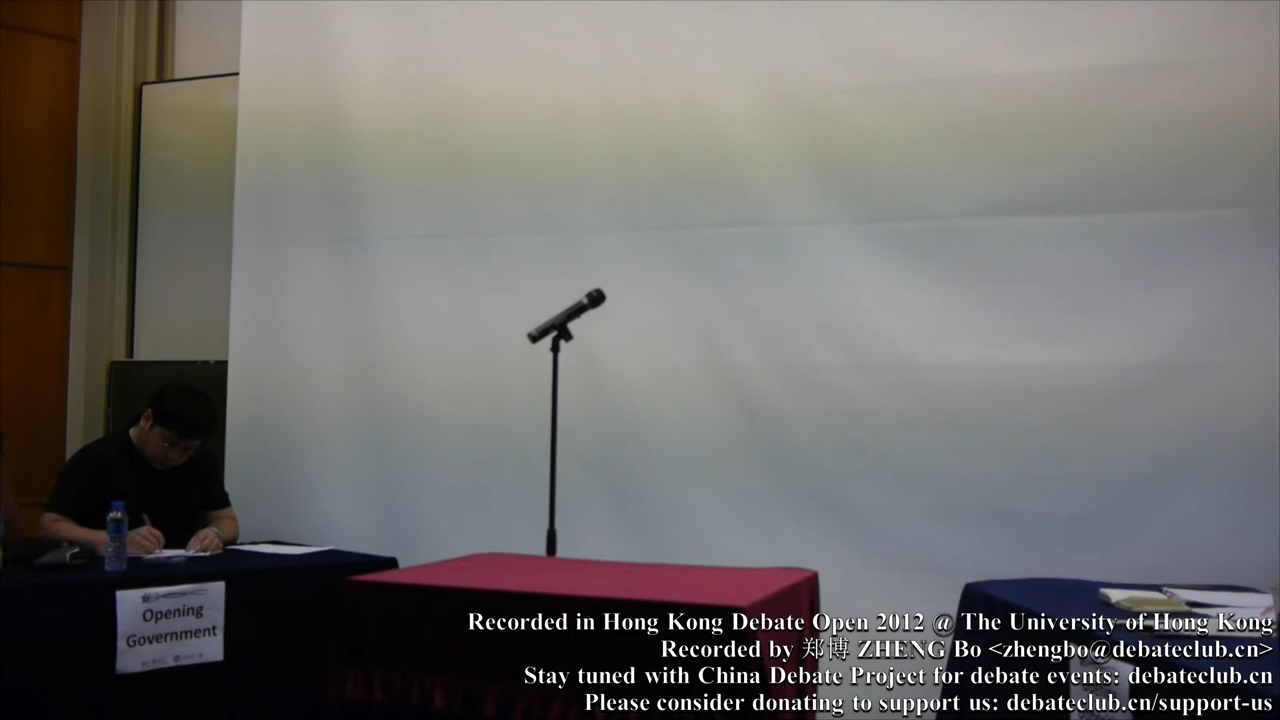 Opening
Government
Recorded in Hong Kong Debate Open 2012 @ The University of Hong Kong
Recorded by 郑博 ZHENG Bo <zhengbo@debateclub.cn>
Stay tuned with China Debate Project for debate events: debateclub.cn
Please consider donating to support us: debateclub.cn/support-us